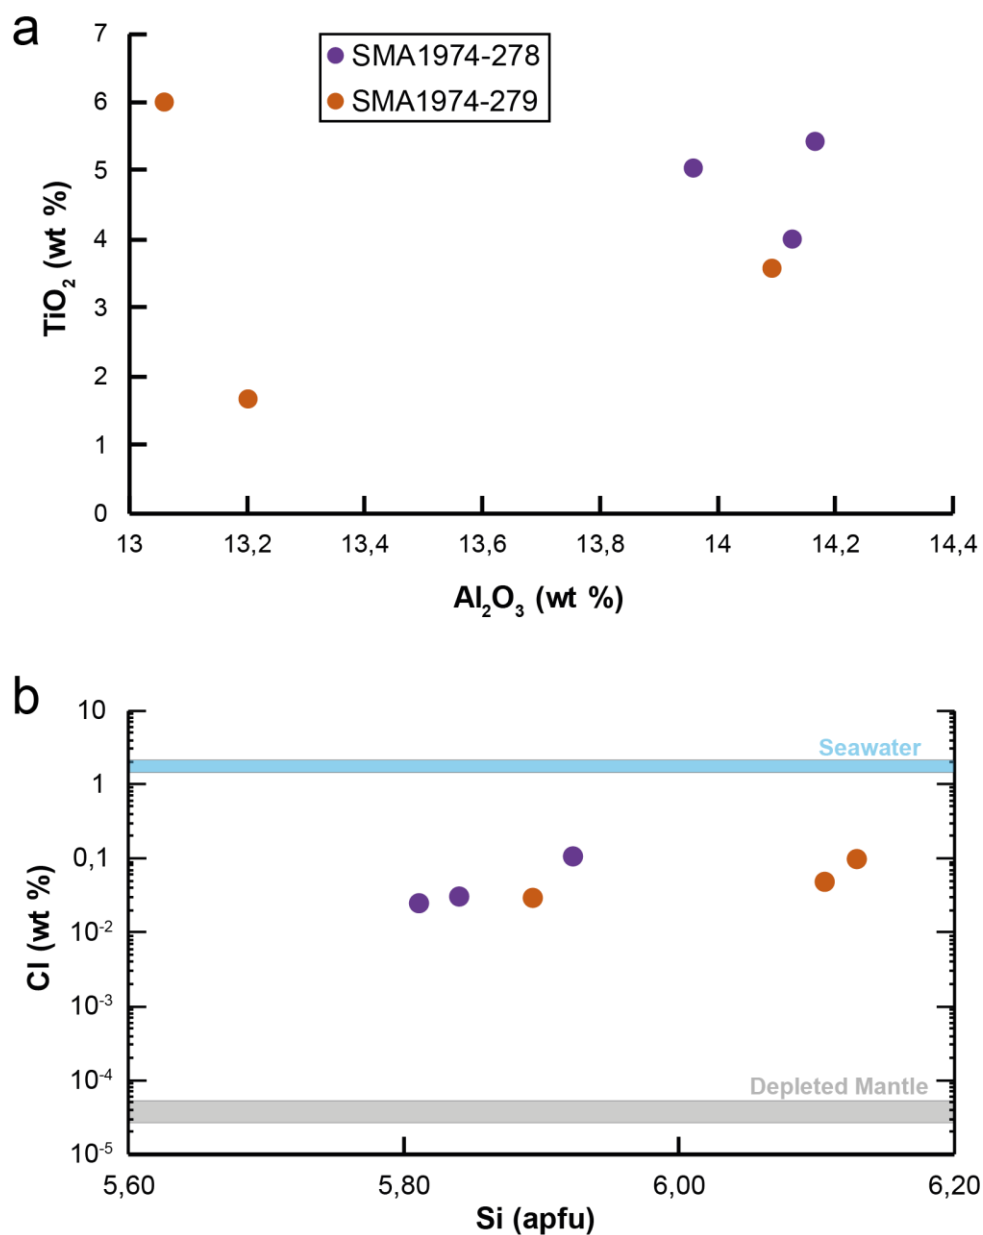 a
7
6
5
4
3
2
1
0
TiO₂ (wt %)
SMA1974-278
SMA1974-279
13 13,2 13,4 13,6 13,8 14 14,2 14,4
Al₂O₃ (wt %)
b
10
1
0,1
10⁻²
10⁻³
10⁻⁴
10⁻⁵
Cl (wt %)
Seawater
Depleted Mantle
5,60 5,80 6,00 6,20
Si (apfu)